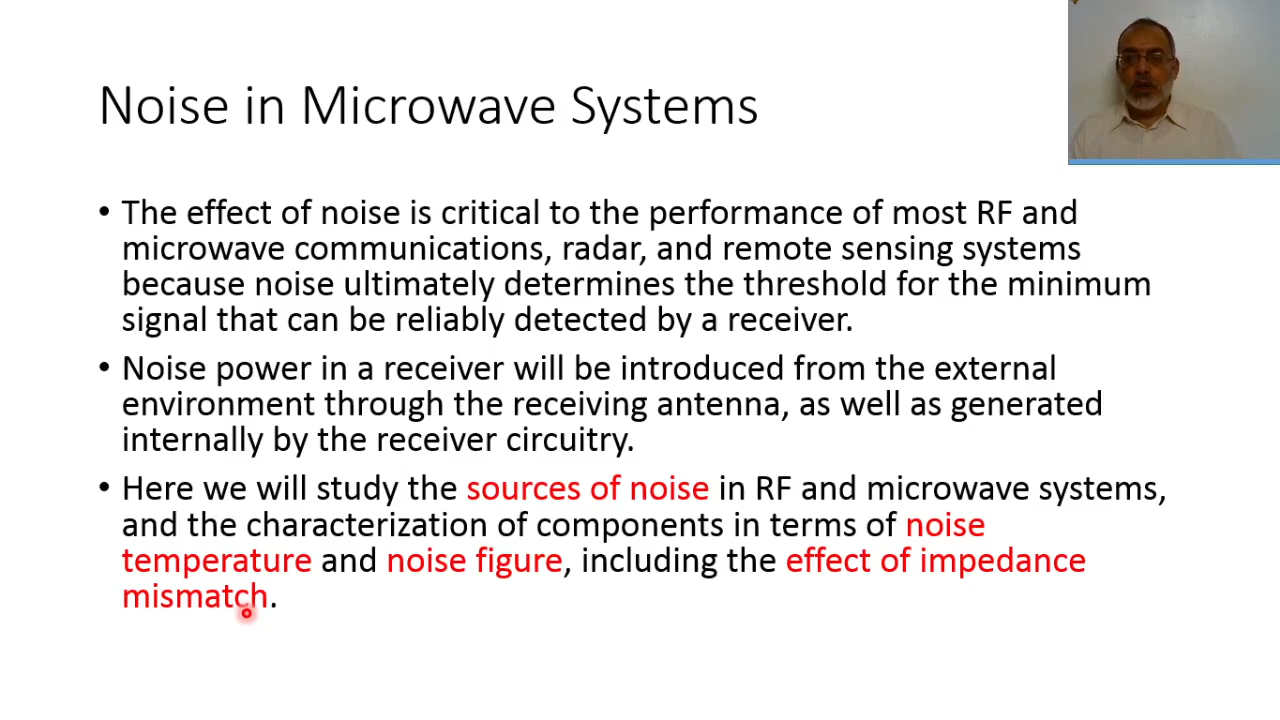 Noise in Microwave Systems
• The effect of noise is critical to the performance of most RF and
microwave communications, radar, and remote sensing systems
because noise ultimately determines the threshold for the minimum
signal that can be reliably detected by a receiver.
• Noise power in a receiver will be introduced from the external
environment through the receiving antenna, as well as generated
internally by the receiver circuitry.
• Here we will study the sources of noise in RF and microwave systems,
and the characterization of components in terms of noise
temperature and noise figure, including the effect of impedance
mismatch.